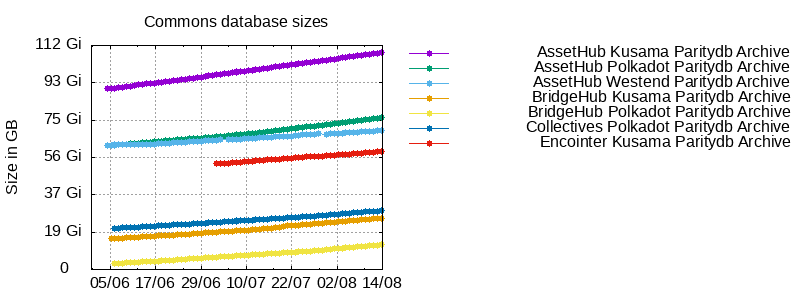 Commons database sizes
Size in GB
112 Gi
93 Gi
75 Gi
56 Gi
37 Gi
19 Gi
0
05/06 17/06 29/06 10/07 22/07 02/08 14/08
AssetHub Kusama Paritydb Archive
AssetHub Polkadot Paritydb Archive
AssetHub Westend Paritydb Archive
BridgeHub Kusama Paritydb Archive
BridgeHub Polkadot Paritydb Archive
Collectives Polkadot Paritydb Archive
Encointer Kusama Paritydb Archive